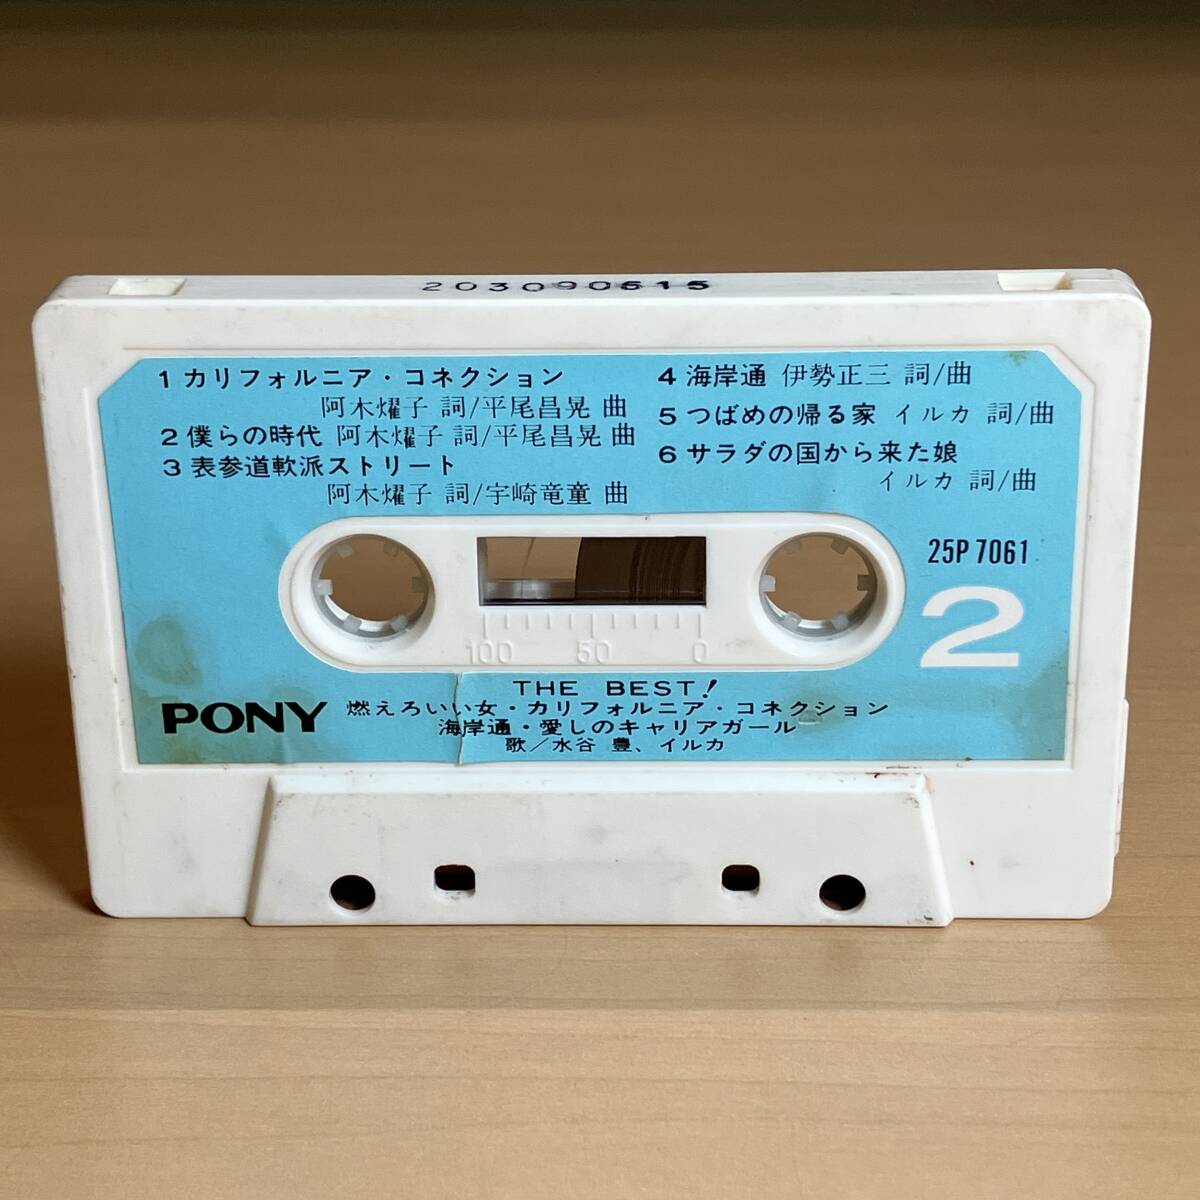 203090515
1 カリフォルニア・コネクション
阿木燿子 詞/平尾昌晃 曲
2 僕らの時代 阿木燿子 詞/平尾昌晃 曲
3 表参道軟派ストリート
阿木燿子 詞/宇崎竜童 曲
4 海岸通 伊勢正三 詞/曲
5 つばめの帰る家 イルカ 詞/曲
6 サラダの国から来た娘
イルカ 詞/曲
25P 7061
2
100 50 0
THE BEST!
PONY
燃えろいい女・カリフォルニア・コネクション
海岸通・愛しのキャリアガール
歌/水谷 豊、イルカ